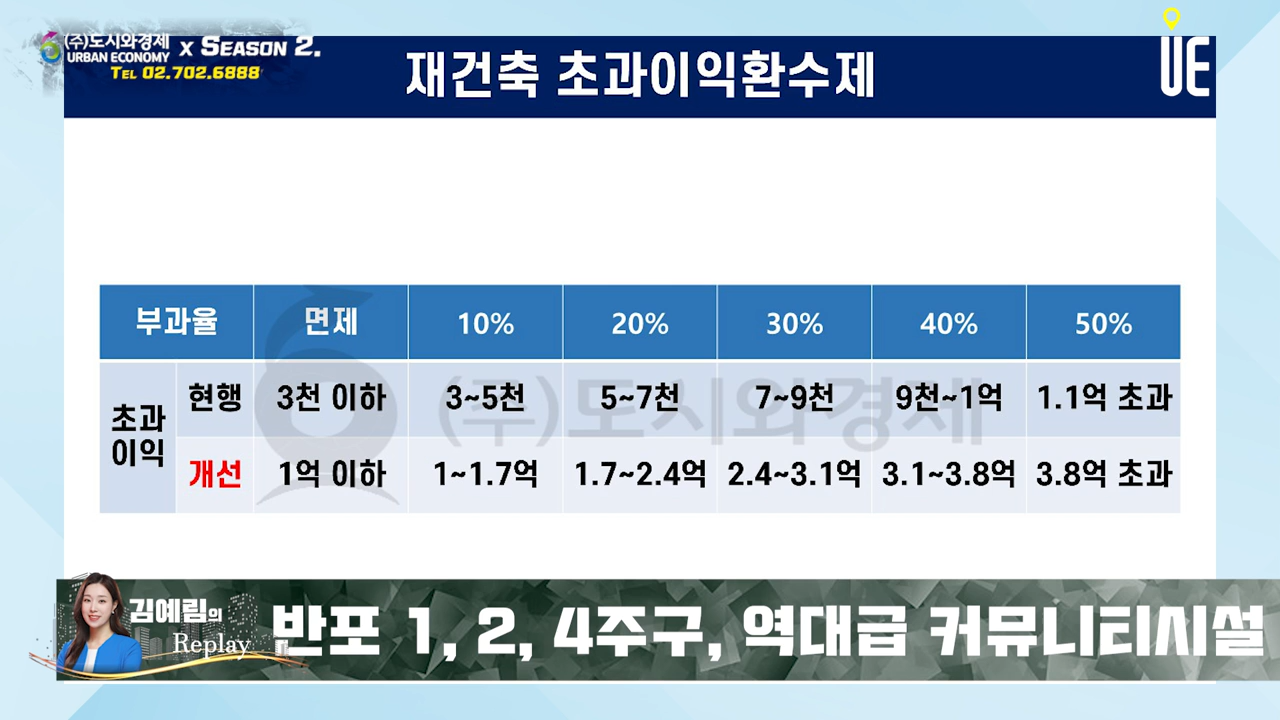 (주)도시와경제
URBAN ECONOMY
x SEASON 2.
TEL 02.702.6888
재건축 초과이익환수제
UE
부과율 면제 10% 20% 30% 40% 50%
초과
이익
현행 3천 이하 3~5천 5~7천 7~9천 9천~1억 1.1억 초과
개선 1억 이하 1~1.7억 1.7~2.4억 2.4~3.1억 3.1~3.8억 3.8억 초과
(주)도시와경제
김예림의
Replay
반포 1, 2, 4주구, 역대급 커뮤니티시설